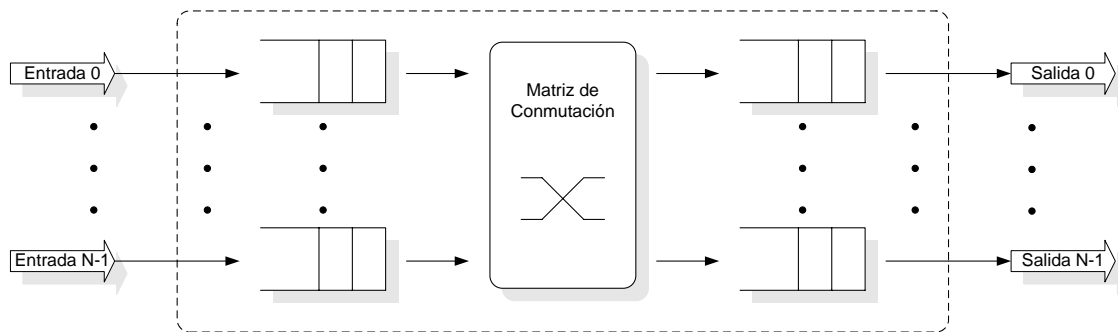 Entrada 0
Matriz de
Conmutación
Salida 0
Entrada N-1
Salida N-1